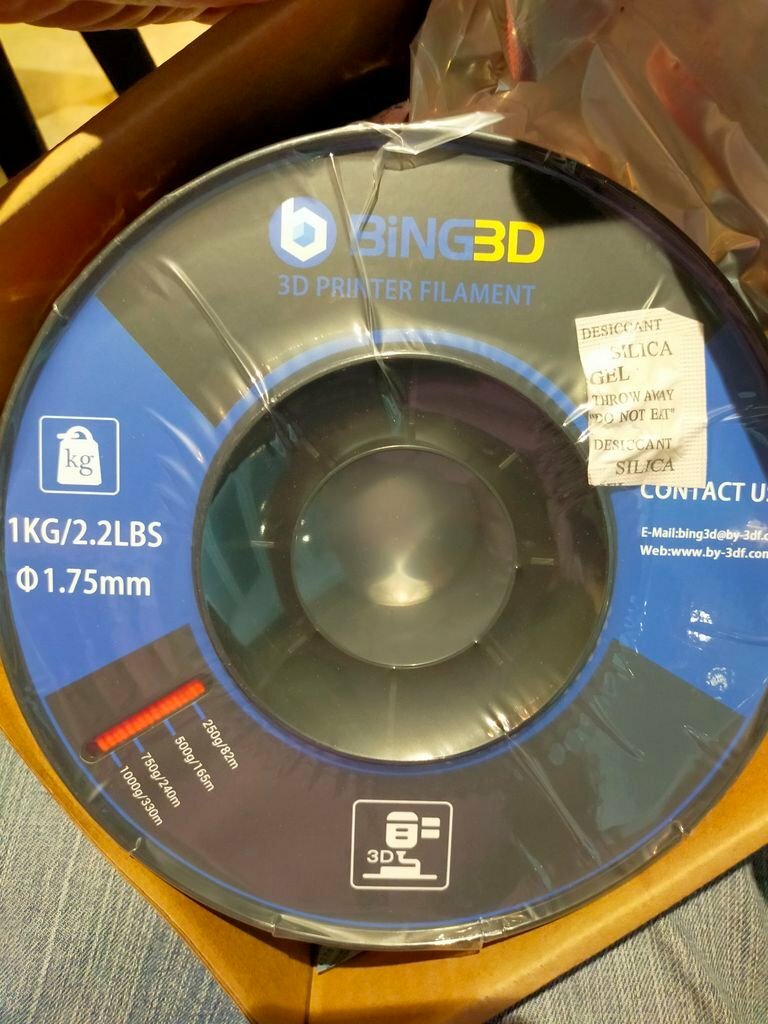 BiNG3D
3D PRINTER FILAMENT
DESICCANT
SILICA
GEL
THROW AWAY
"DO NOT EAT"
DESICCANT
SILICA
kg
1KG/2.2LBS
Φ1.75mm
CONTACT U
E-Mail:bing3d@by-3df.c
Web:www.by-3df.com
250g/82m
500g/165m
750g/240m
1000g/330m
3D